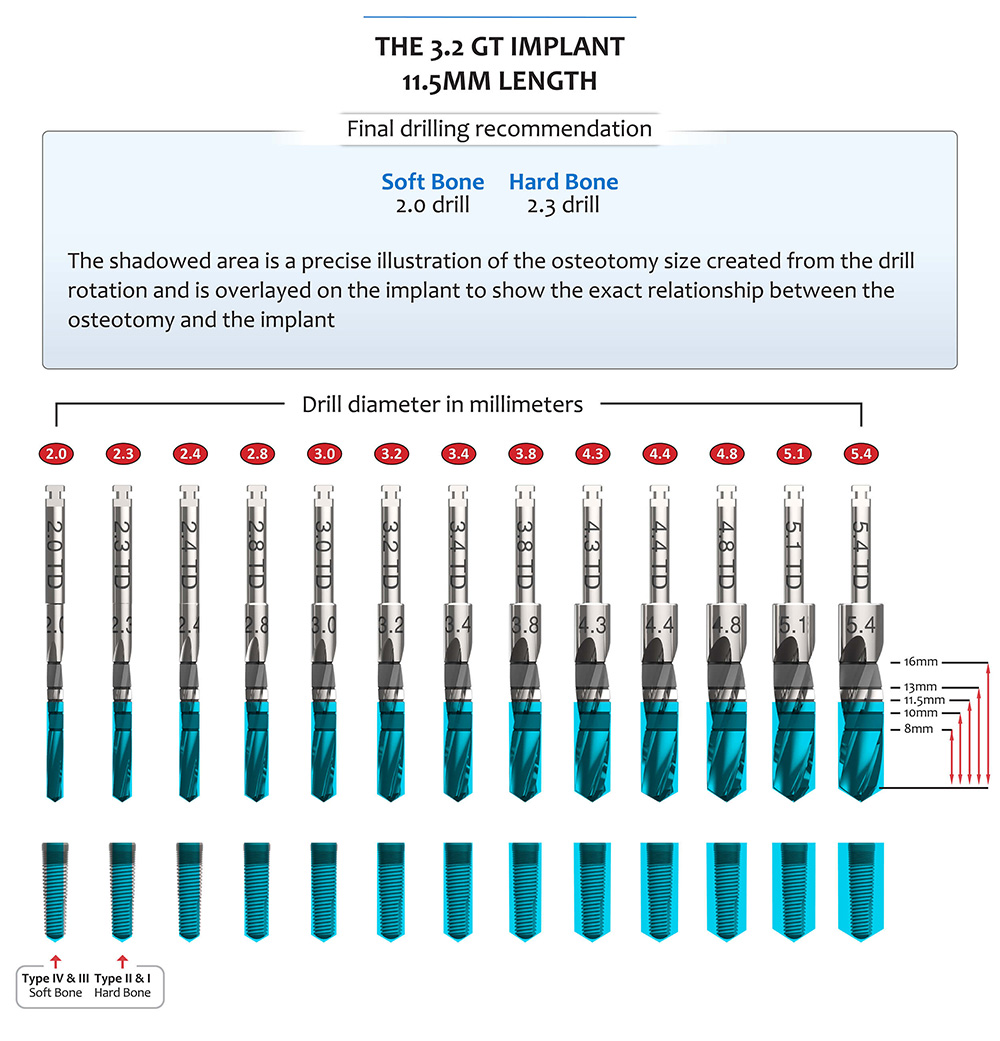 THE 3.2 GT IMPLANT
11.5MM LENGTH
Final drilling recommendation
Soft Bone Hard Bone
2.0 drill 2.3 drill
The shadowed area is a precise illustration of the osteotomy size created from the drill
rotation and is overlayed on the implant to show the exact relationship between the
osteotomy and the implant
Drill diameter in millimeters
2.0 2.3 2.4 2.8 3.0 3.2 3.4 3.8 4.3 4.4 4.8 5.1 5.4
2.0 TD 2.3 TD 2.4 TD 2.8 TD 3.0 TD 3.2 TD 3.4 TD 3.8 TD 4.3 TD 4.4 TD 4.8 TD 5.1 TD 5.4 TD
2.0 2.3 2.4 2.8 3.0 3.2 3.4 3.8 4.3 4.4 4.8 5.1 5.4
16mm
13mm
11.5mm
10mm
8mm
Type IV & III Type II & I
Soft Bone Hard Bone